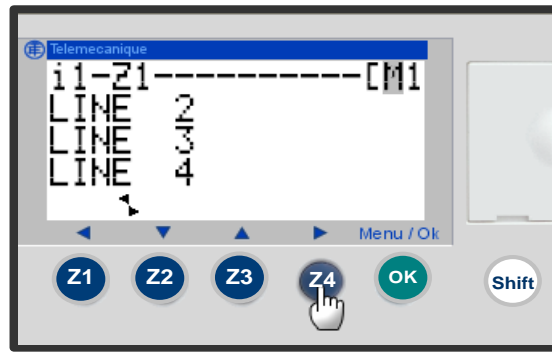 Telemecanique
i1-Z1-----------[M1
LINE 2
LINE 3
LINE 4
Menu / Ok
Z1 Z2 Z3 Z4 OK Shift